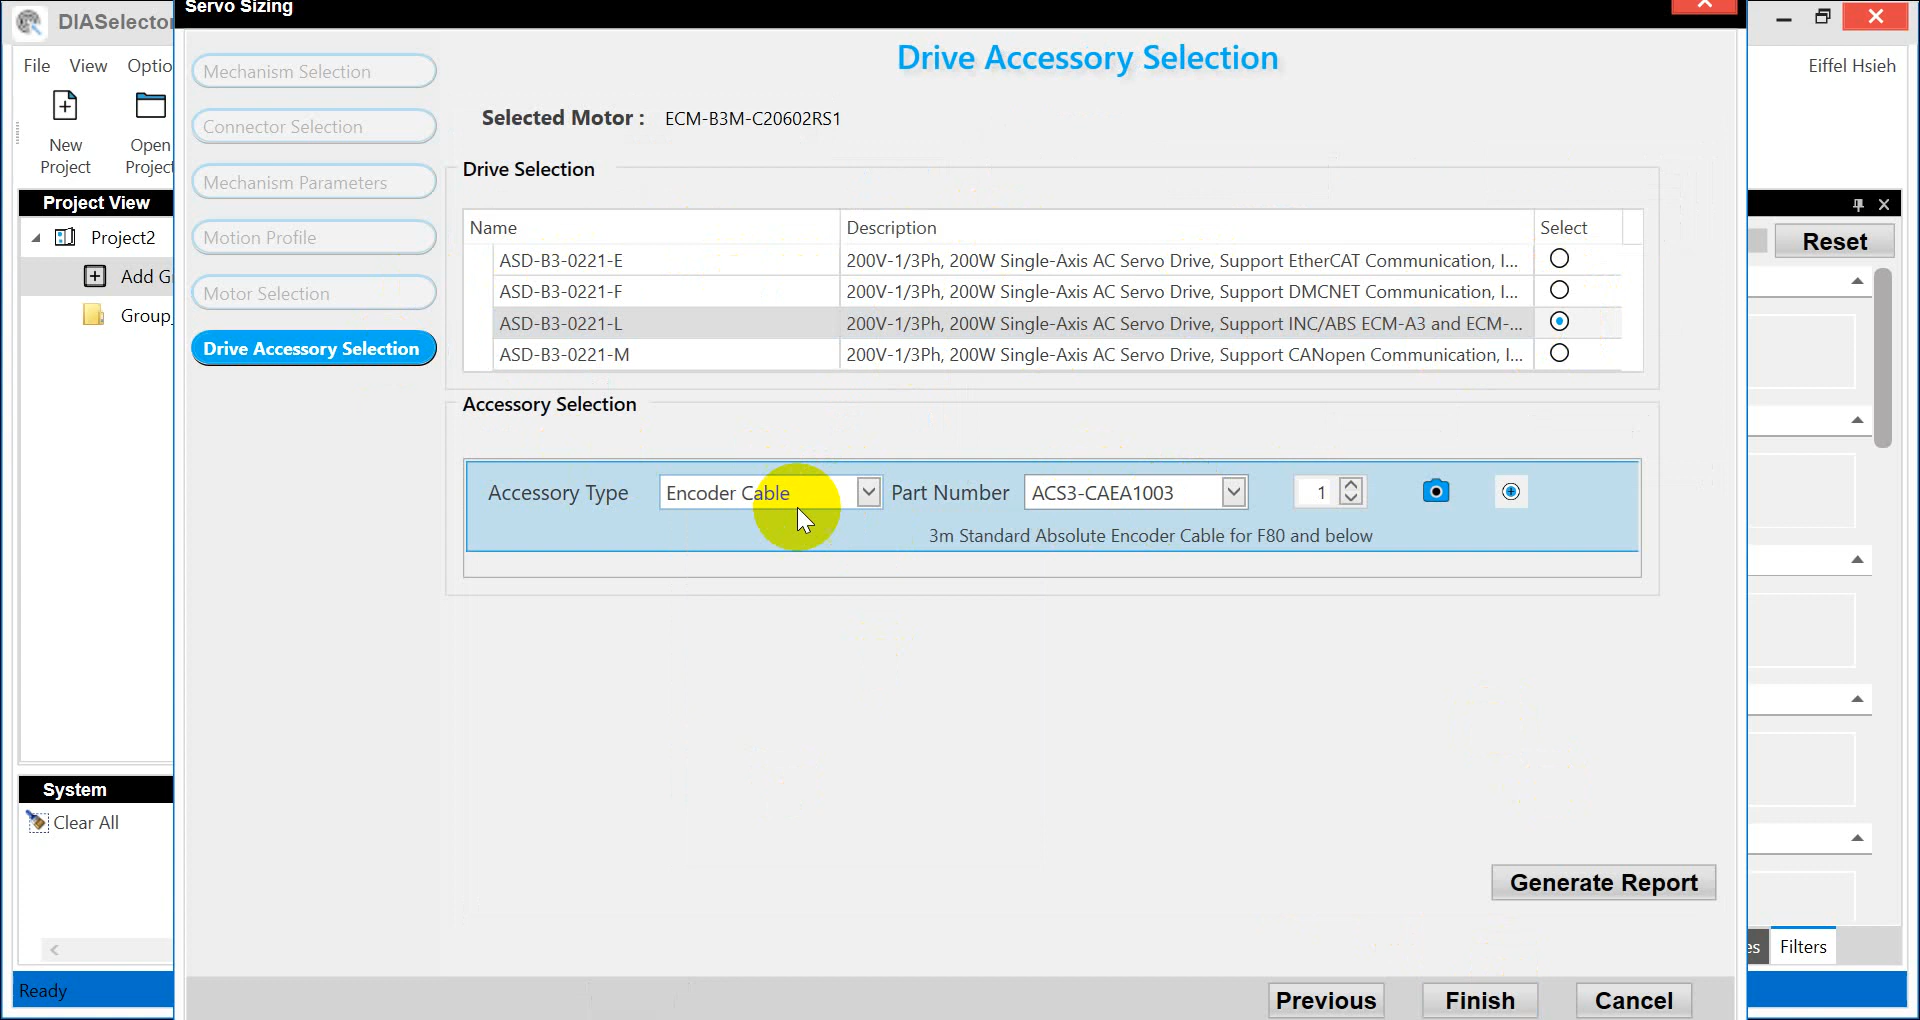 Servo Sizing
DIASelector
File View Optio
Eiffel Hsieh
New
Project
Open
Project
Project View
Project2
Add G
Group_
System
Clear All
Ready
Mechanism Selection
Connector Selection
Mechanism Parameters
Motion Profile
Motor Selection
Drive Accessory Selection
Drive Accessory Selection
Selected Motor : ECM-B3M-C20602RS1
Drive Selection
Name Description Select
ASD-B3-0221-E 200V-1/3Ph, 200W Single-Axis AC Servo Drive, Support EtherCAT Communication, I...
ASD-B3-0221-F 200V-1/3Ph, 200W Single-Axis AC Servo Drive, Support DMCNET Communication, I...
ASD-B3-0221-L 200V-1/3Ph, 200W Single-Axis AC Servo Drive, Support INC/ABS ECM-A3 and ECM-...
ASD-B3-0221-M 200V-1/3Ph, 200W Single-Axis AC Servo Drive, Support CANopen Communication, I...
Accessory Selection
Accessory Type Encoder Cable Part Number ACS3-CAEA1003 1
3m Standard Absolute Encoder Cable for F80 and below
Generate Report
Previous Finish Cancel
Reset
es Filters